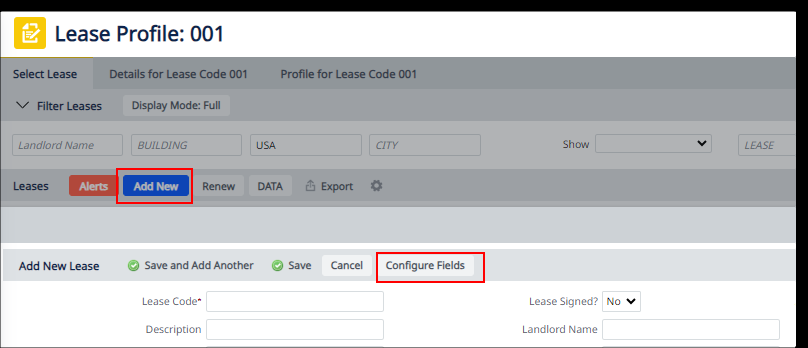 Lease Profile: 001
Select Lease Details for Lease Code 001 Profile for Lease Code 001
Filter Leases Display Mode: Full
Landlord Name BUILDING USA CITY Show LEASE
Leases Alerts Add New Renew DATA Export
Add New Lease Save and Add Another Save Cancel Configure Fields
Lease Code* Lease Signed? No
Description Landlord Name